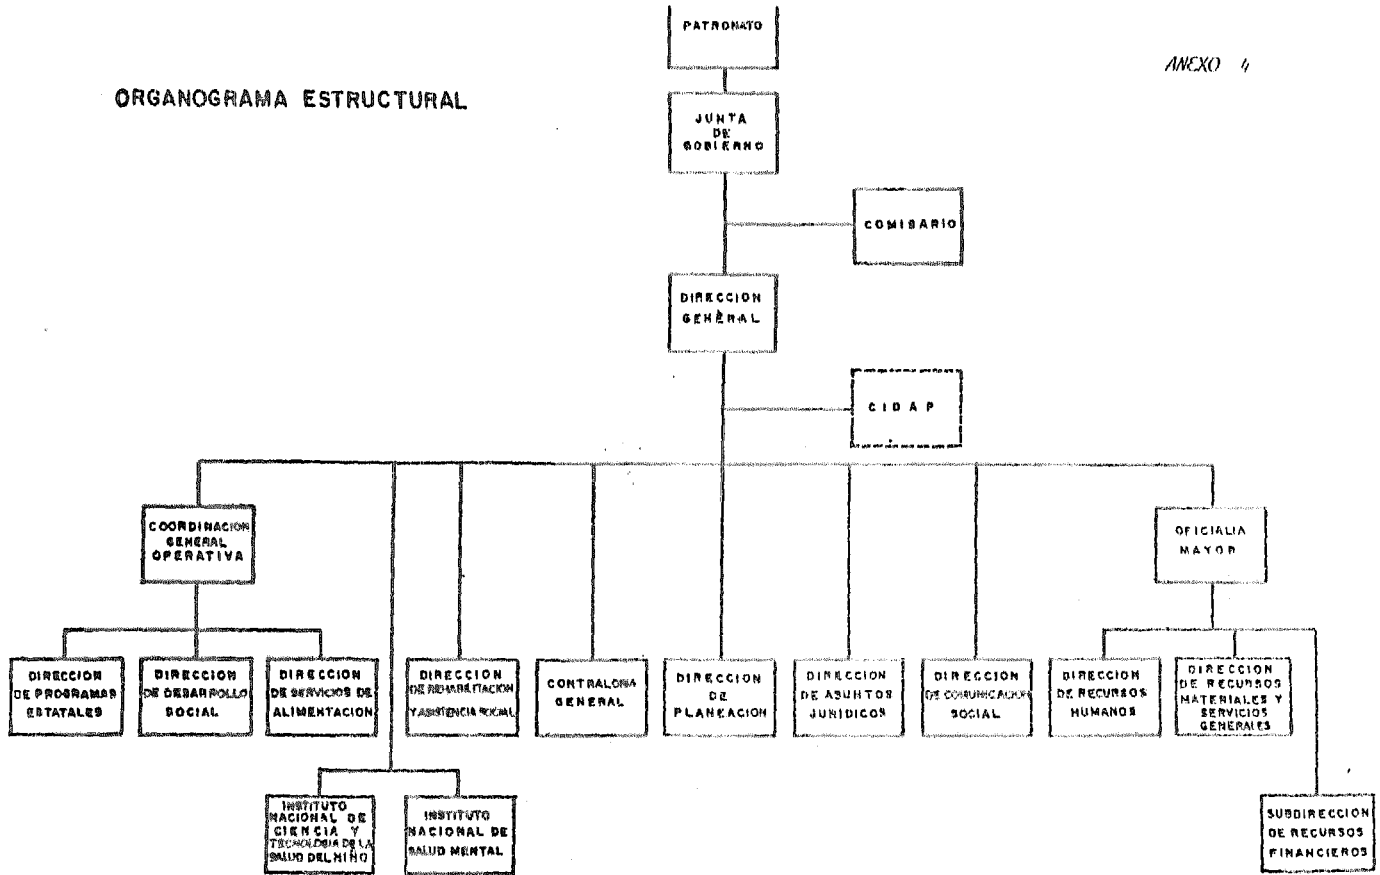 PATRONATO
ANEXO 4
ORGANOGRAMA ESTRUCTURAL
JUNTA
DE
GOBIERNO
COMISARIO
DIRECCION
GENERAL
C I D A P
COORDINACION
GENERAL
OPERATIVA
OFICIALIA
MAYOR
DIRECCION
DE PROGRAMAS
ESTATALES
DIRECCION
DE DESARROLLO
SOCIAL
DIRECCION
DE SERVICIOS DE
ALIMENTACION
DIRECCION
DE REHABILITACION
Y ASISTENCIA SOCIAL
CONTRALORIA
GENERAL
DIRECCION
DE
PLANEACION
DIRECCION
DE ASUNTOS
JURIDICOS
DIRECCION
DE COMUNICACION
SOCIAL
DIRECCION
DE RECURSOS
HUMANOS
DIRECCION
DE RECURSOS
MATERIALES Y
SERVICIOS
GENERALES
INSTITUTO
NACIONAL DE
CIENCIA Y
TECNOLOGIA DE LA
SALUD DEL NIÑO
INSTITUTO
NACIONAL DE
SALUD MENTAL
SUBDIRECCION
DE RECURSOS
FINANCIEROS